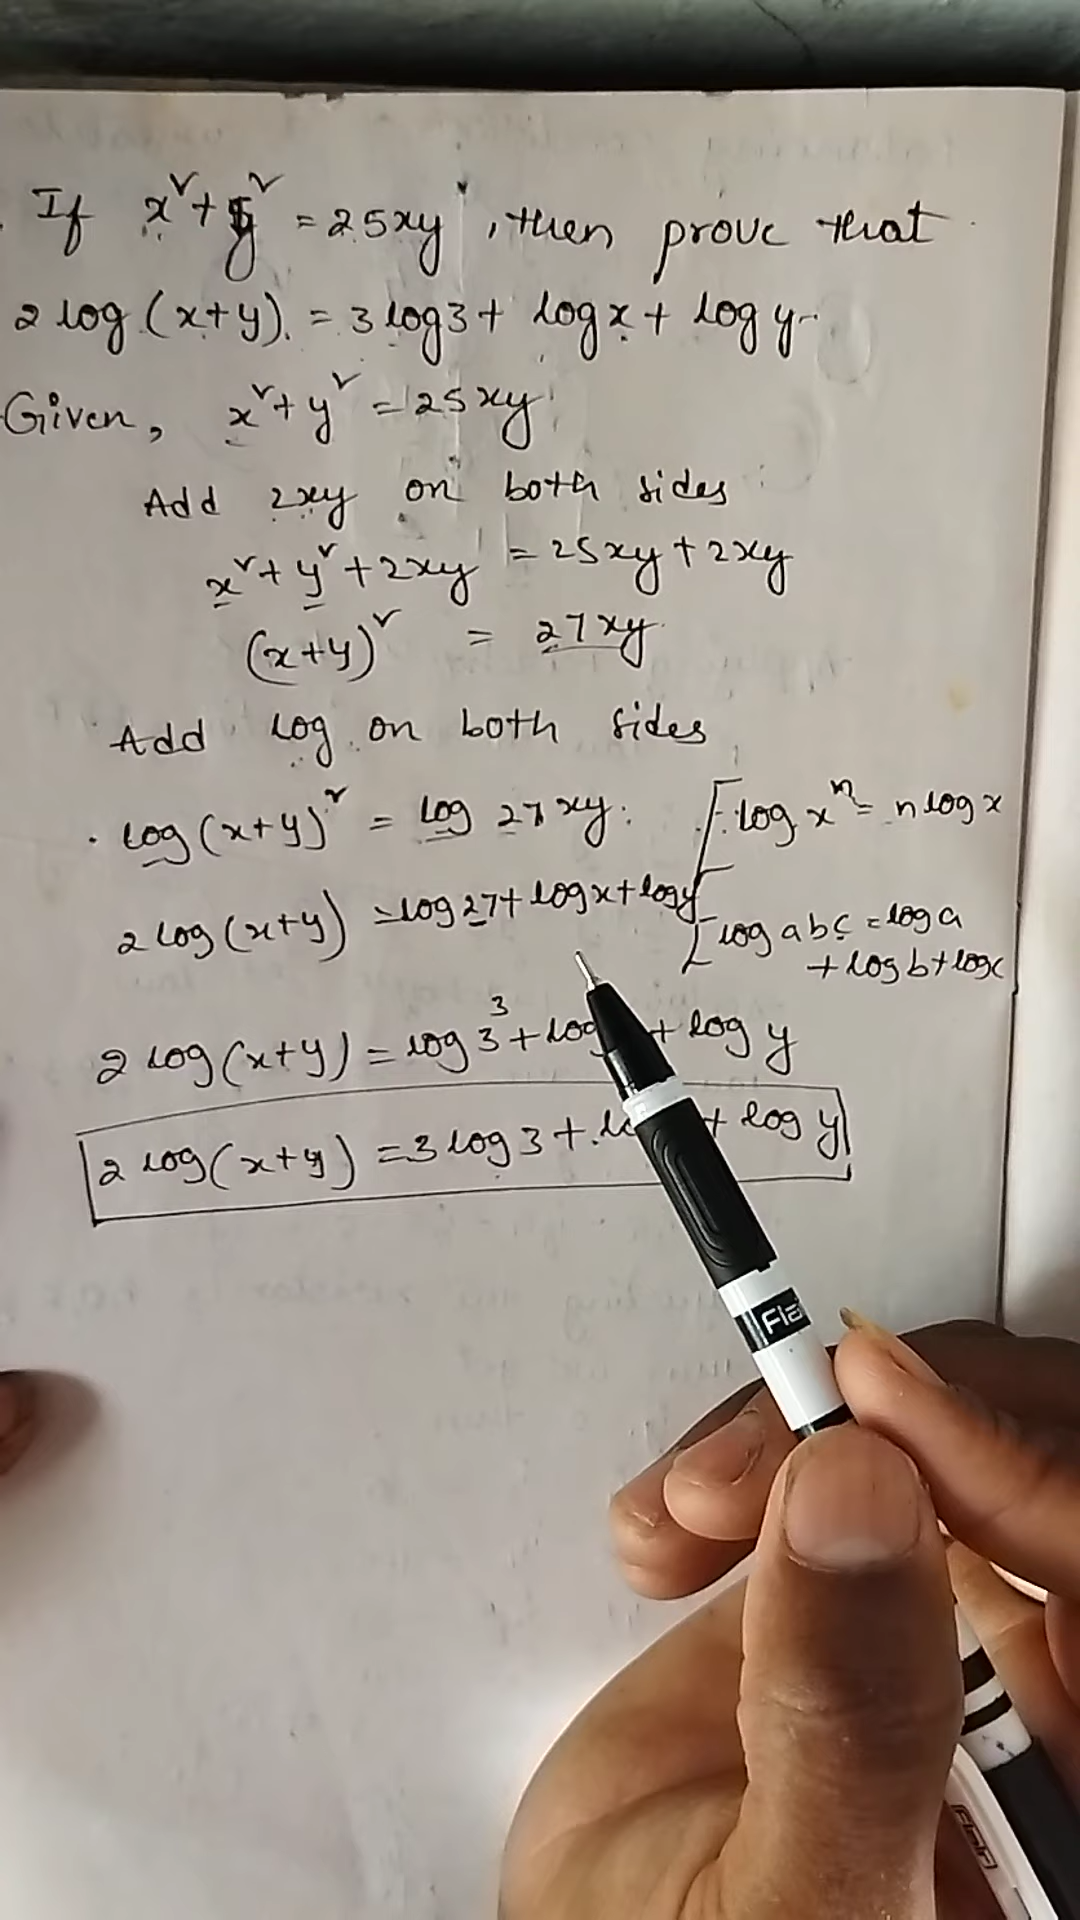 If x² + y² = 25xy, then prove that
2 log (x+y) = 3 log 3 + log x + log y.
Given, x² + y² = 25xy
Add 2xy on both sides
x² + y² + 2xy = 25xy + 2xy
(x+y)² = 27xy
Add log on both sides
log (x+y)² = log 27xy. [log xⁿ = n log x
2 log (x+y) = log 27 + log x + log y
[log abc = log a
+ log b + log c
2 log (x+y) = log 3³ + log + log y
2 log (x+y) = 3 log 3 + + log y
Fla